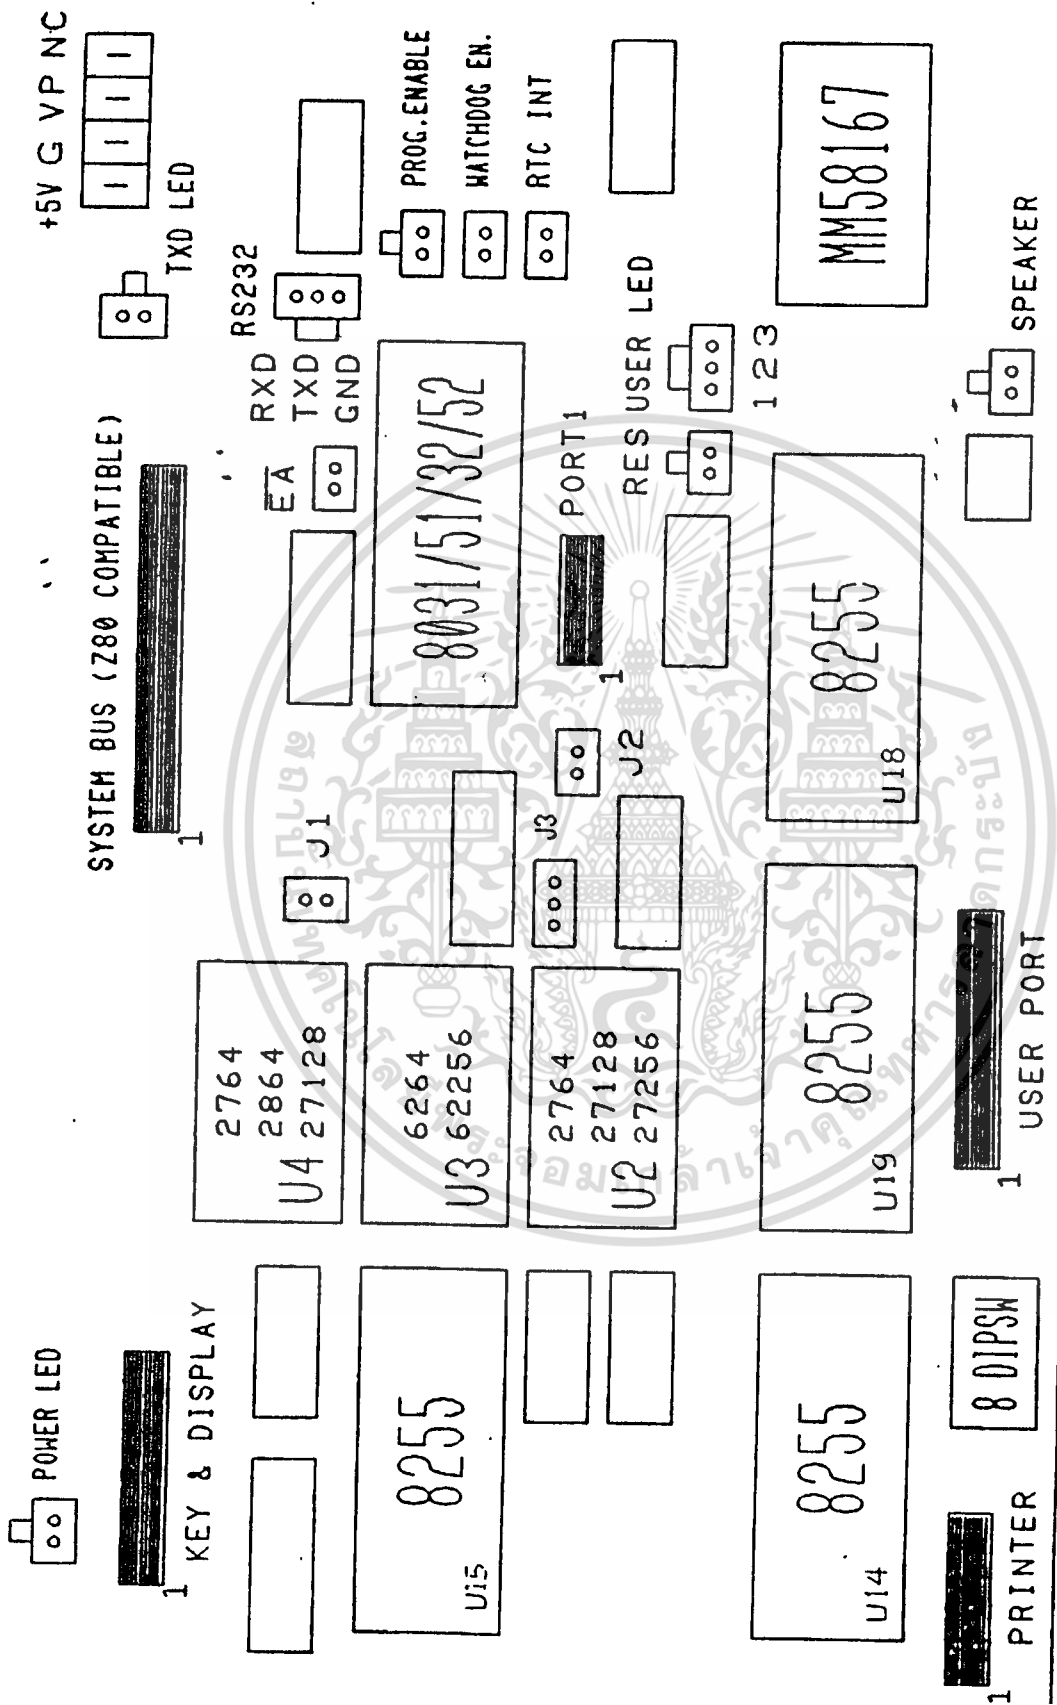 +5V G VP NC
TXD LED
SYSTEM BUS (Z80 COMPATIBLE)
1
POWER LED
1
KEY & DISPLAY
RS232
RXD
TXD
GND
EA
PROG.ENABLE
WATCHDOG EN.
RTC INT
J1
2764
2864
U4 27128
6264
U3 62256
2764
27128
U2 27256
8031/51/32/52
J3
J2
PORT1
1
RES USER LED
1 2 3
8255
U15
8255
U14
8255
U19
8255
U18
MM58167
SPEAKER
USER PORT
1
8 DIPSW
PRINTER
1